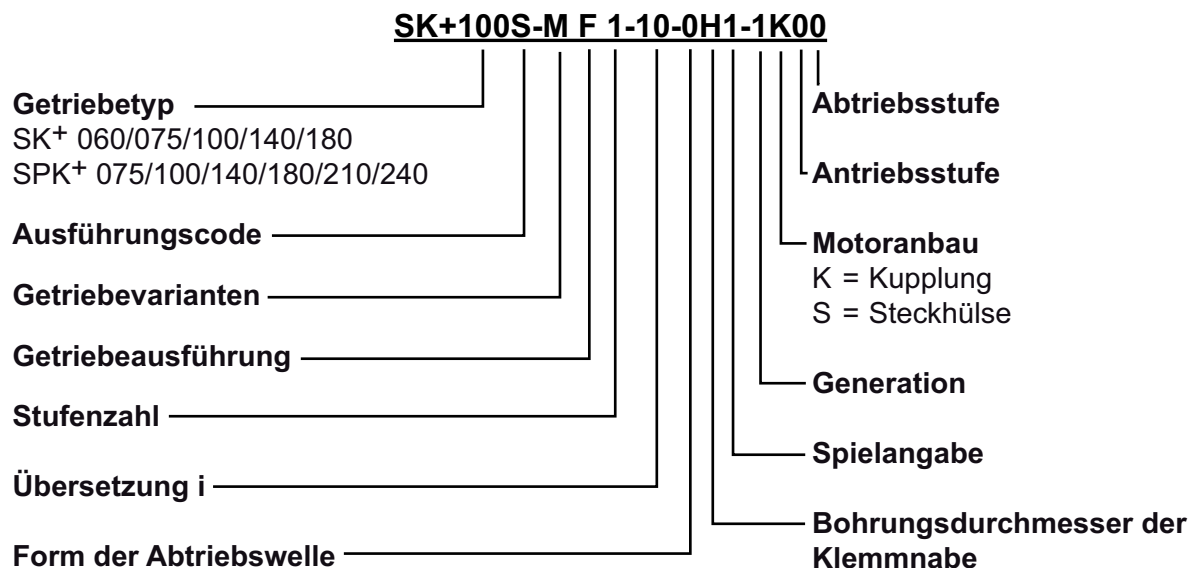 SK+100S-M F 1-10-0H1-1K00
Getriebetyp
SK+ 060/075/100/140/180
SPK+ 075/100/140/180/210/240
Ausführungscode
Getriebevarianten
Getriebeausführung
Stufenzahl
Übersetzung i
Form der Abtriebswelle
Abtriebsstufe
Antriebsstufe
Motoranbau
K = Kupplung
S = Steckhülse
Generation
Spielangabe
Bohrungsdurchmesser der
Klemmnabe